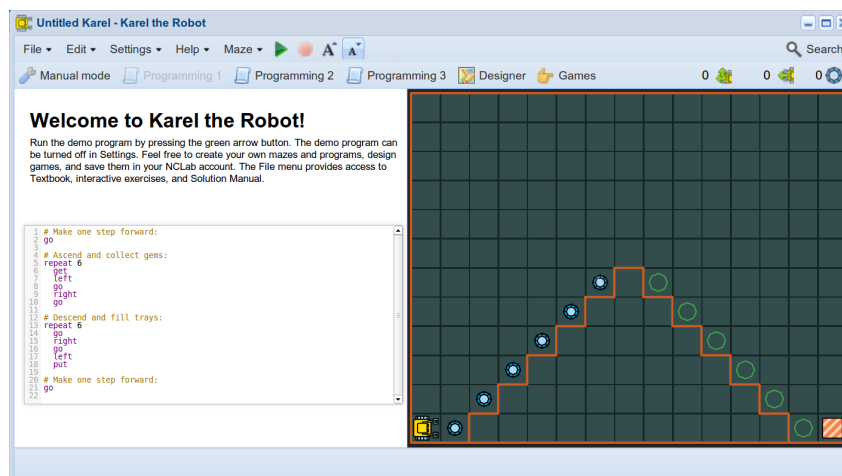 Untitled Karel - Karel the Robot
File Edit Settings Help Maze A A Search
Manual mode Programming 1 Programming 2 Programming 3 Designer Games 0 0 0
Welcome to Karel the Robot!
Run the demo program by pressing the green arrow button. The demo program can
be turned off in Settings. Feel free to create your own mazes and programs, design
games, and save them in your NCLab account. The File menu provides access to
Textbook, interactive exercises, and Solution Manual.
1 # Make one step forward:
2 go
3
4 # Ascend and collect gems:
5 repeat 6
6 get
7 left
8 go
9 right
10 go
11
12 # Descend and fill trays:
13 repeat 6
14 go
15 right
16 go
17 left
18 put
19
20 # Make one step forward:
21 go
22